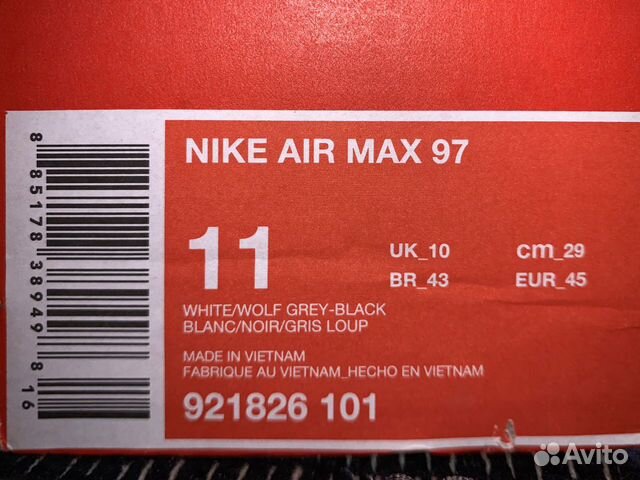 NIKE AIR MAX 97
11
UK_10
cm_29
BR_43
EUR_45
WHITE/WOLF GREY-BLACK
BLANC/NOIR/GRIS LOUP
MADE IN VIETNAM
FABRIQUE AU VIETNAM_HECHO EN VIETNAM
921826 101
8 85178 38949 8 16
Avito